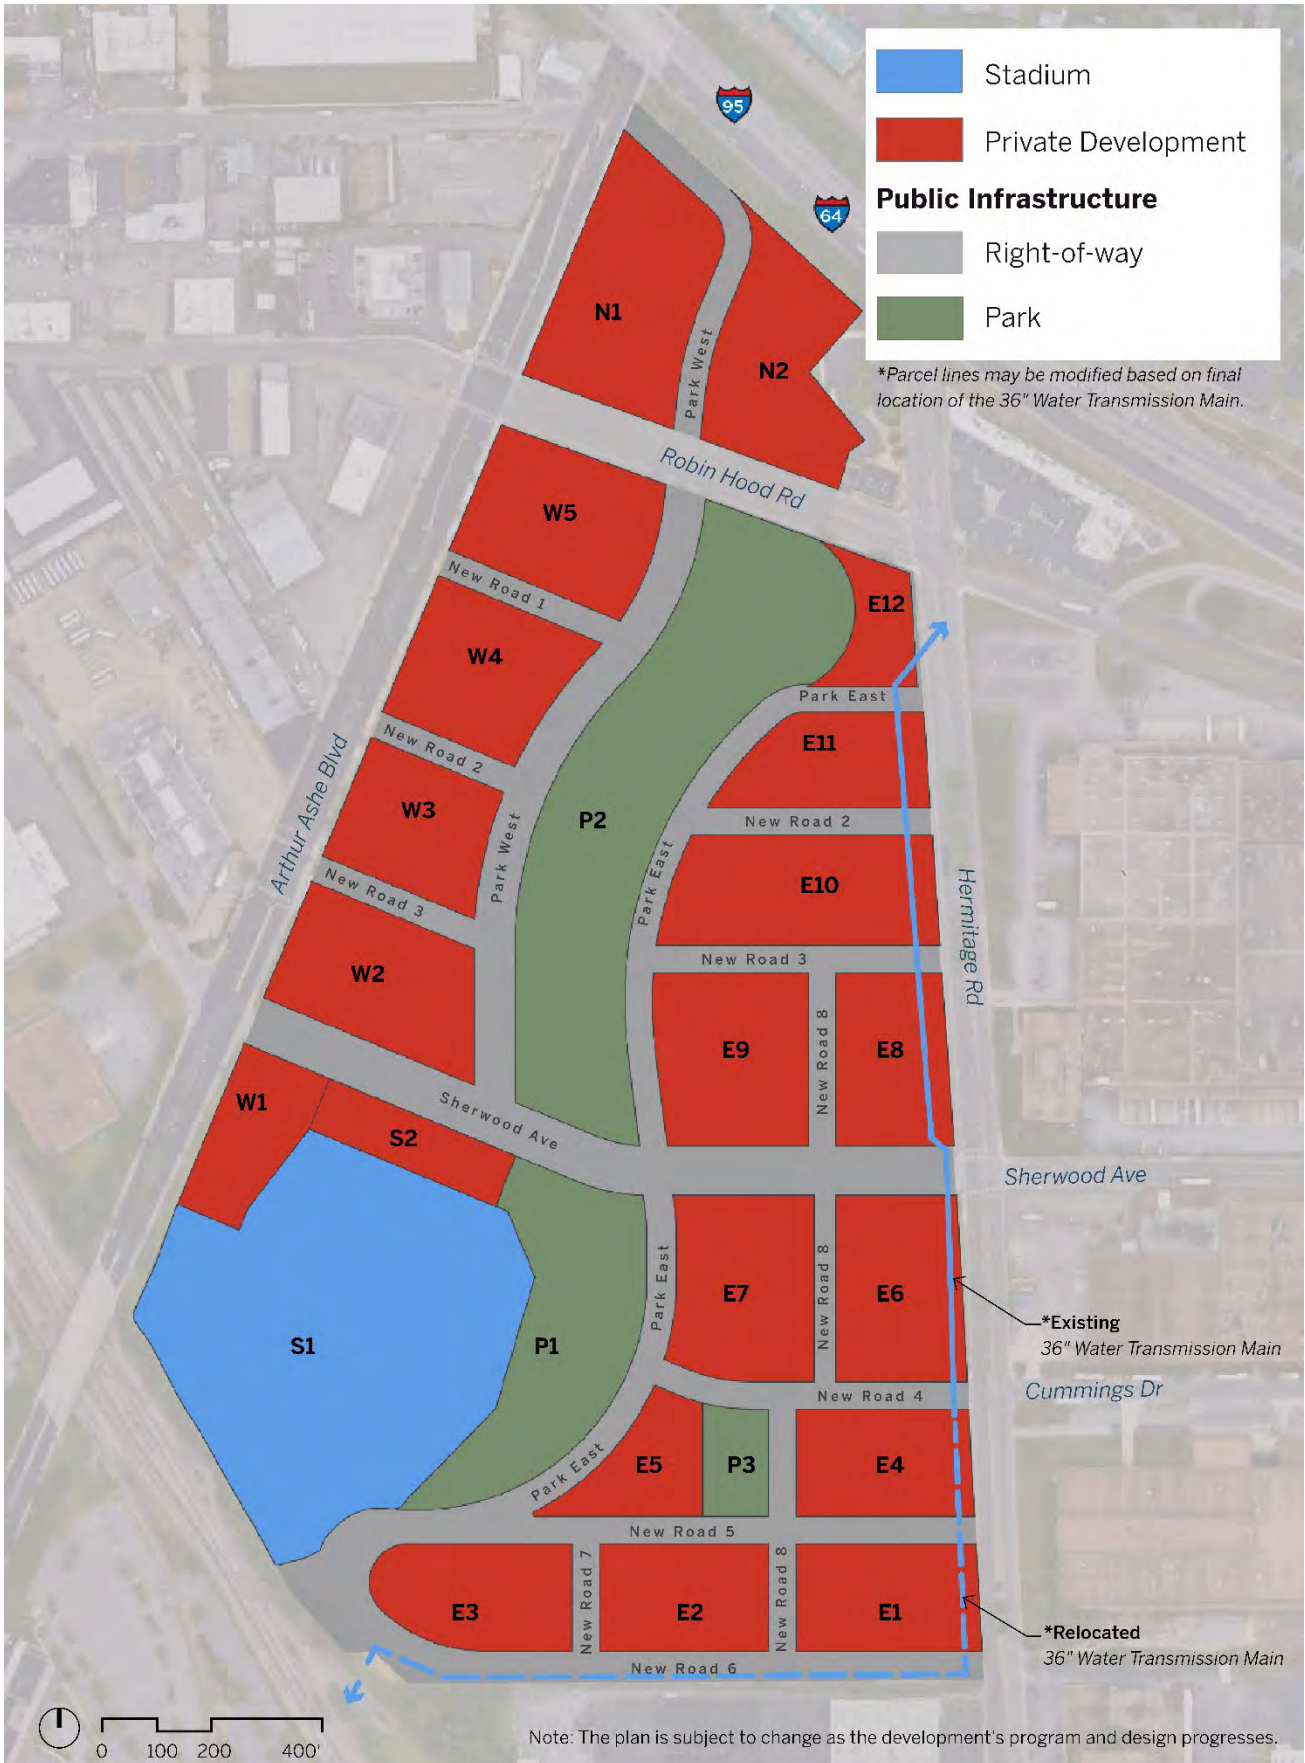 Stadium
Private Development
Public Infrastructure
Right-of-way
Park
*Parcel lines may be modified based on final
location of the 36" Water Transmission Main.
95
64
N1
Park West
N2
Robin Hood Rd
W5
New Road 1
E12
W4
Park East
New Road 2
E11
Arthur Ashe Blvd
W3
P2
New Road 2
Park West
Park East
E10
New Road 3
Hermitage Rd
W2
New Road 3
E9
New Road 8
E8
W1
Sherwood Ave
S2
Sherwood Ave
Park East
E7
New Road 8
E6
*Existing
36" Water Transmission Main
S1
P1
Cummings Dr
New Road 4
Park East
E5
P3
E4
New Road 5
New Road 7
New Road 8
E3
E2
E1
*Relocated
36" Water Transmission Main
New Road 6
0 100 200 400'
Note: The plan is subject to change as the development's program and design progresses.